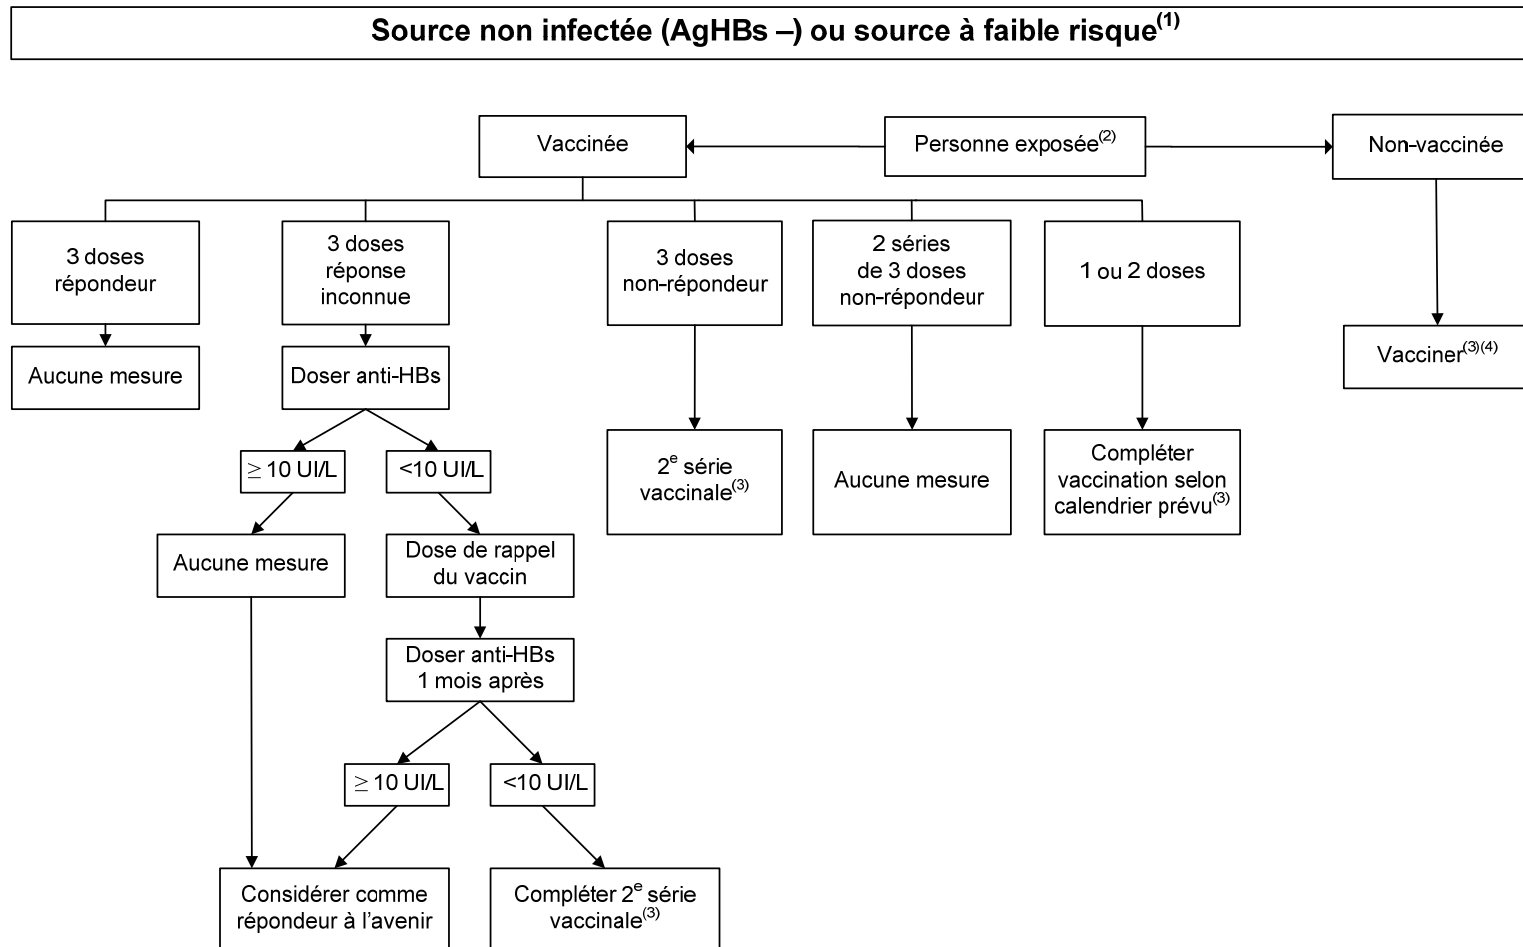 Source non infectée (AgHBs –) ou source à faible risque(1)
Vaccinée
Personne exposée(2)
Non-vaccinée
3 doses
répondeur
3 doses
réponse
inconnue
3 doses
non-répondeur
2 séries
de 3 doses
non-répondeur
1 ou 2 doses
Aucune mesure
Doser anti-HBs
Vacciner(3)(4)
≥ 10 UI/L
<10 UI/L
2e série
vaccinale(3)
Aucune mesure
Compléter
vaccination selon
calendrier prévu(3)
Aucune mesure
Dose de rappel
du vaccin
Doser anti-HBs
1 mois après
≥ 10 UI/L
<10 UI/L
Considérer comme
répondeur à l'avenir
Compléter 2e série
vaccinale(3)